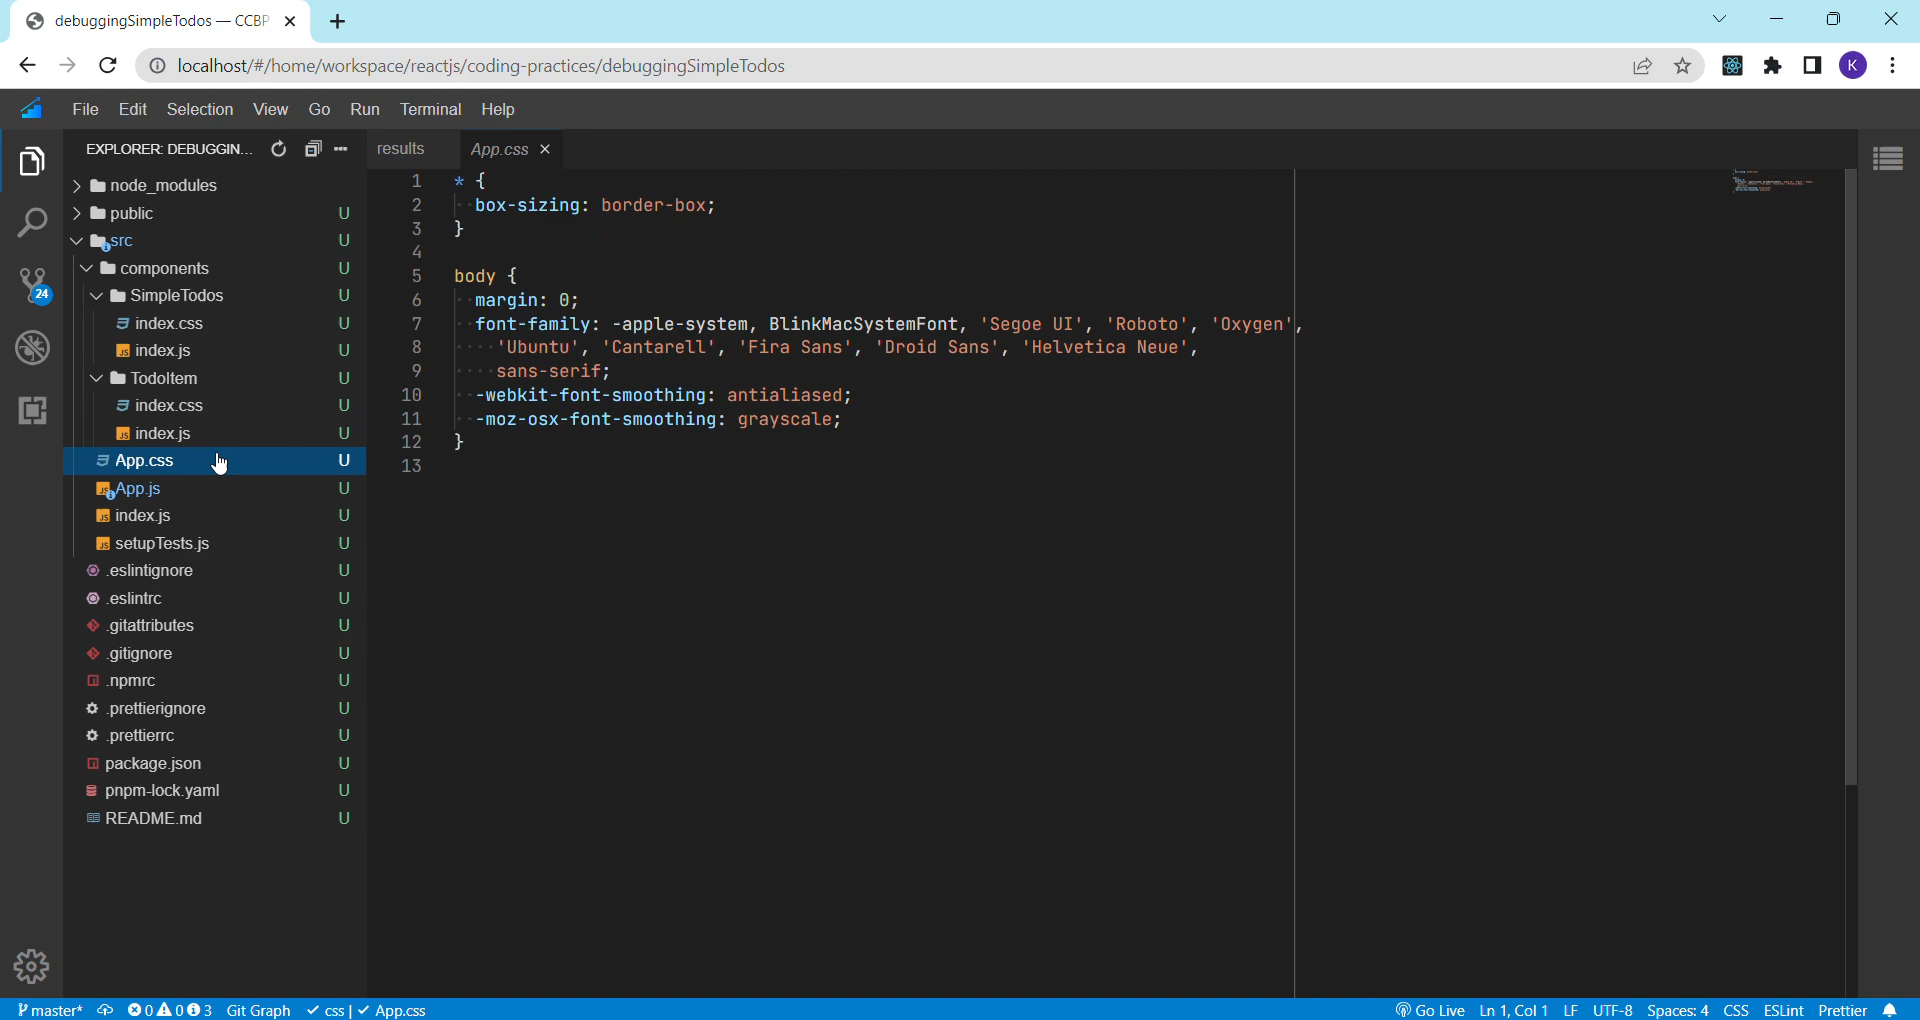 debuggingSimpleTodos — CCBP
localhost/#/home/workspace/reactjs/coding-practices/debuggingSimpleTodos
K
File Edit Selection View Go Run Terminal Help
EXPLORER: DEBUGGIN...
results
App.css
node_modules
public U
src U
components U
SimpleTodos U
index.css U
index.js U
TodoItem U
index.css U
index.js U
App.css U
App.js U
index.js U
setupTests.js U
.eslintignore U
.eslintrc U
.gitattributes U
.gitignore U
.npmrc U
.prettierignore U
.prettierrc U
package.json U
pnpm-lock.yaml U
README.md U
24
1 * {
2 box-sizing: border-box;
3 }
4
5 body {
6 margin: 0;
7 font-family: -apple-system, BlinkMacSystemFont, 'Segoe UI', 'Roboto', 'Oxygen',
8 'Ubuntu', 'Cantarell', 'Fira Sans', 'Droid Sans', 'Helvetica Neue',
9 sans-serif;
10 -webkit-font-smoothing: antialiased;
11 -moz-osx-font-smoothing: grayscale;
12 }
13
master* 0 0 3 Git Graph ✓ css | ✓ App.css Go Live Ln 1, Col 1 LF UTF-8 Spaces: 4 CSS ESLint Prettier